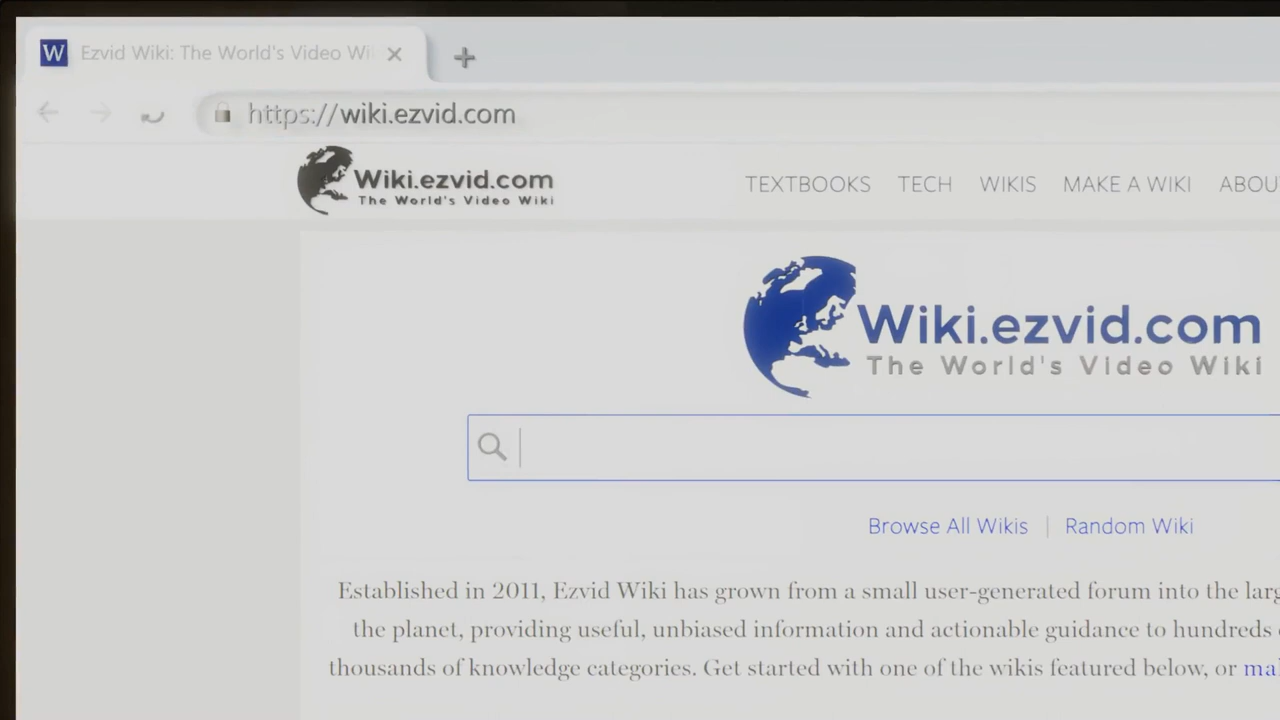 W Ezvid Wiki: The World's Video Wi
https://wiki.ezvid.com
Wiki.ezvid.com
The World's Video Wiki
TEXTBOOKS TECH WIKIS MAKE A WIKI ABOU
Wiki.ezvid.com
The World's Video Wiki
Browse All Wikis | Random Wiki
Established in 2011, Ezvid Wiki has grown from a small user-generated forum into the larg
the planet, providing useful, unbiased information and actionable guidance to hundreds
thousands of knowledge categories. Get started with one of the wikis featured below, or mak